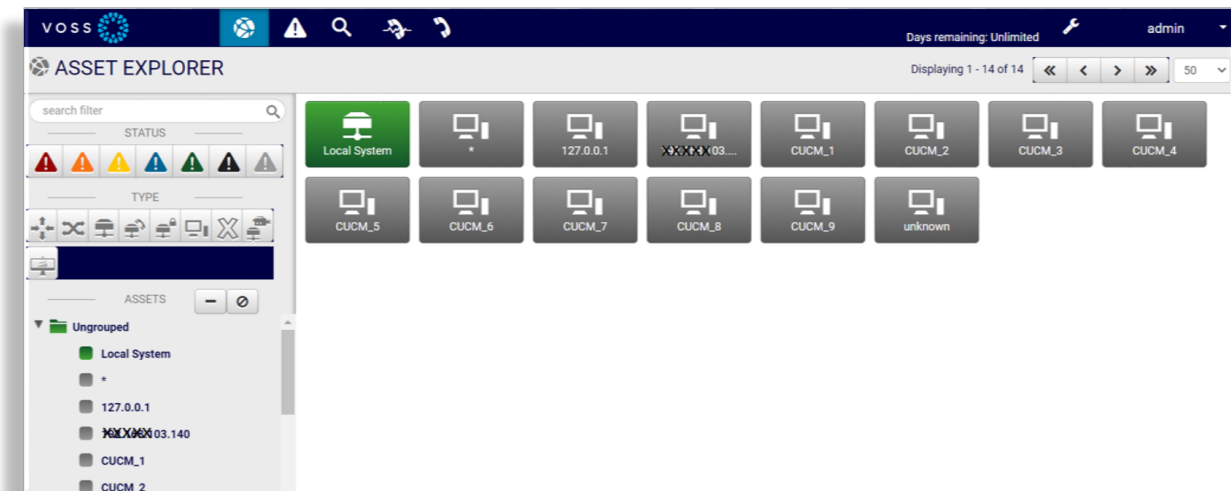 VOSS
Days remaining: Unlimited
admin
ASSET EXPLORER
Displaying 1 - 14 of 14
50
search filter
STATUS
TYPE
ASSETS
Ungrouped
Local System
*
127.0.0.1
103.140
CUCM_1
CUCM_2
Local System
*
127.0.0.1
03....
CUCM_1
CUCM_2
CUCM_3
CUCM_4
CUCM_5
CUCM_6
CUCM_7
CUCM_8
CUCM_9
unknown